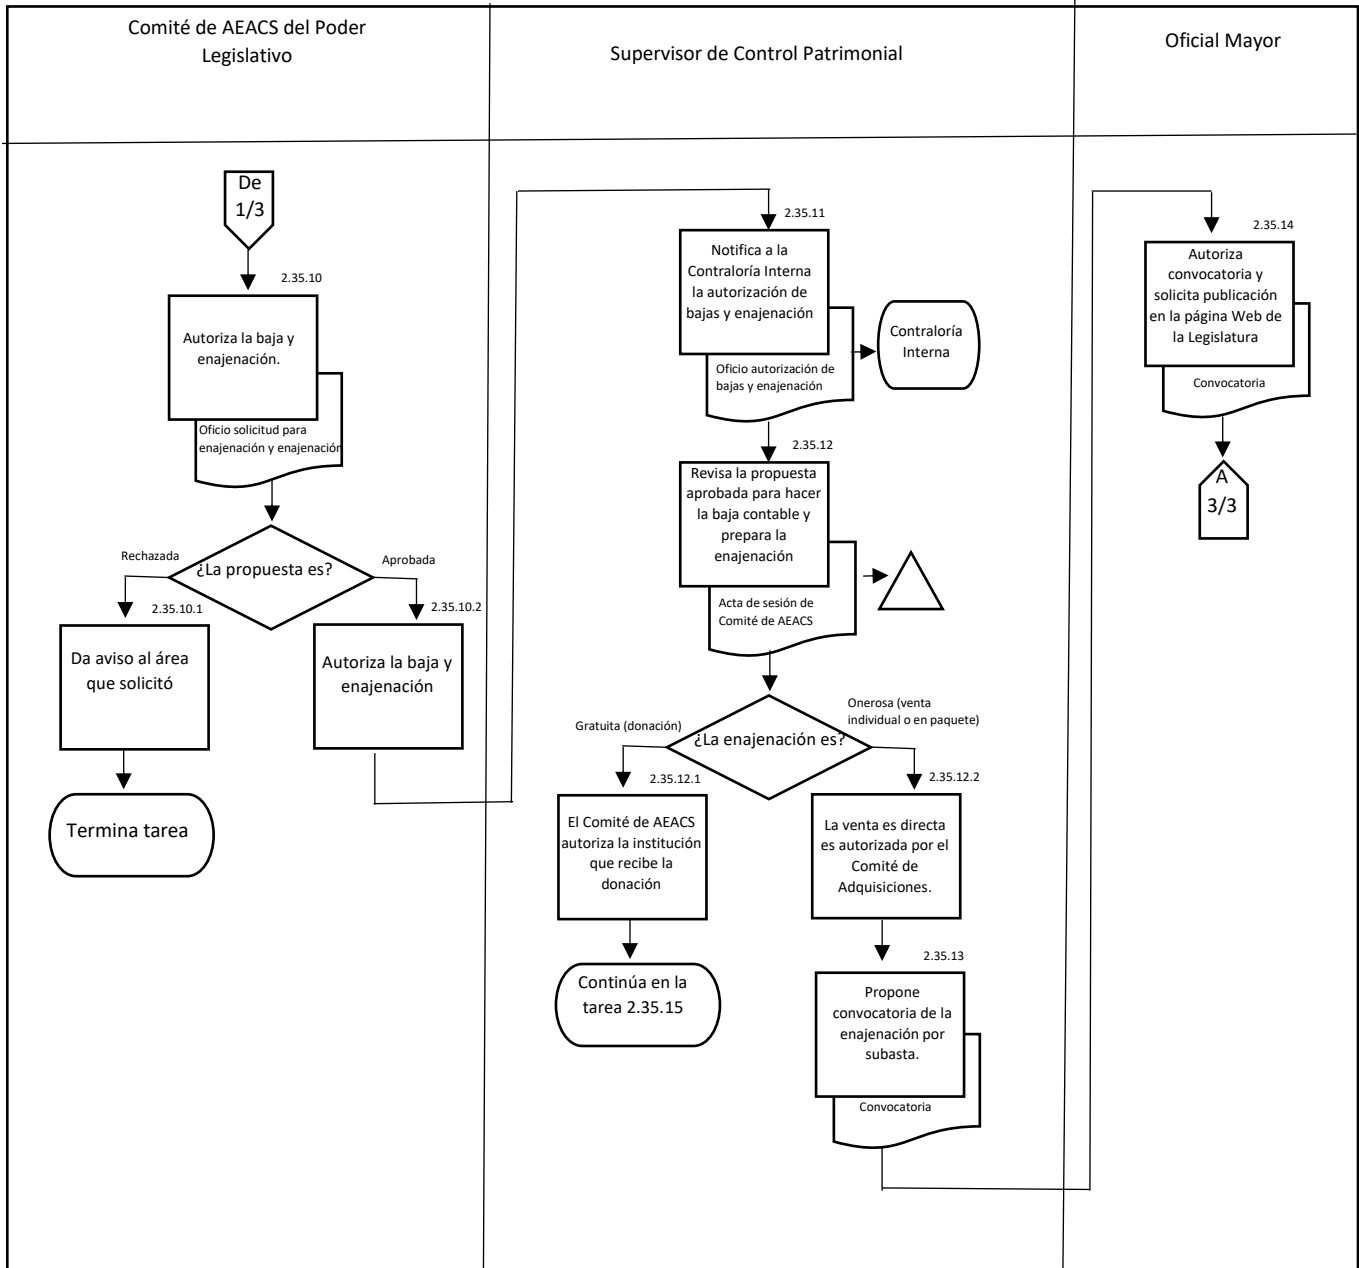 Comité de AEACS del Poder
Legislativo
Supervisor de Control Patrimonial
Oficial Mayor
De
1/3
2.35.10
Autoriza la baja y
enajenación.
Oficio solicitud para
enajenación y enajenación
¿La propuesta es?
Rechazada
Aprobada
2.35.10.1
2.35.10.2
Da aviso al área
que solicitó
Autoriza la baja y
enajenación
Termina tarea
2.35.11
Notifica a la
Contraloría Interna
la autorización de
bajas y enajenación
Oficio autorización de
bajas y enajenación
Contraloría
Interna
2.35.12
Revisa la propuesta
aprobada para hacer
la baja contable y
prepara la
enajenación
Acta de sesión de
Comité de AEACS
¿La enajenación es?
Gratuita (donación)
Onerosa (venta
individual o en paquete)
2.35.12.1
2.35.12.2
El Comité de AEACS
autoriza la institución
que recibe la
donación
La venta es directa
es autorizada por el
Comité de
Adquisiciones.
Continúa en la
tarea 2.35.15
2.35.13
Propone
convocatoria de la
enajenación por
subasta.
Convocatoria
2.35.14
Autoriza
convocatoria y
solicita publicación
en la página Web de
la Legislatura
Convocatoria
A
3/3